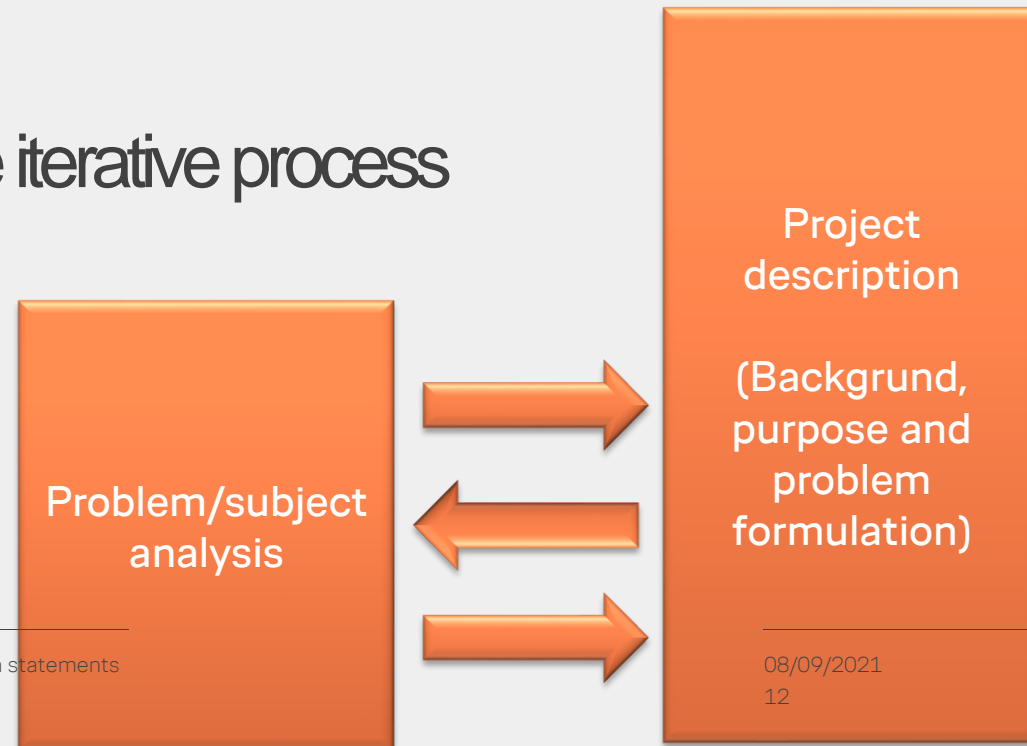 e iterative process
Project
description
(Backgrund,
purpose and
problem
formulation)
Problem/subject
analysis
statements
08/09/2021
12